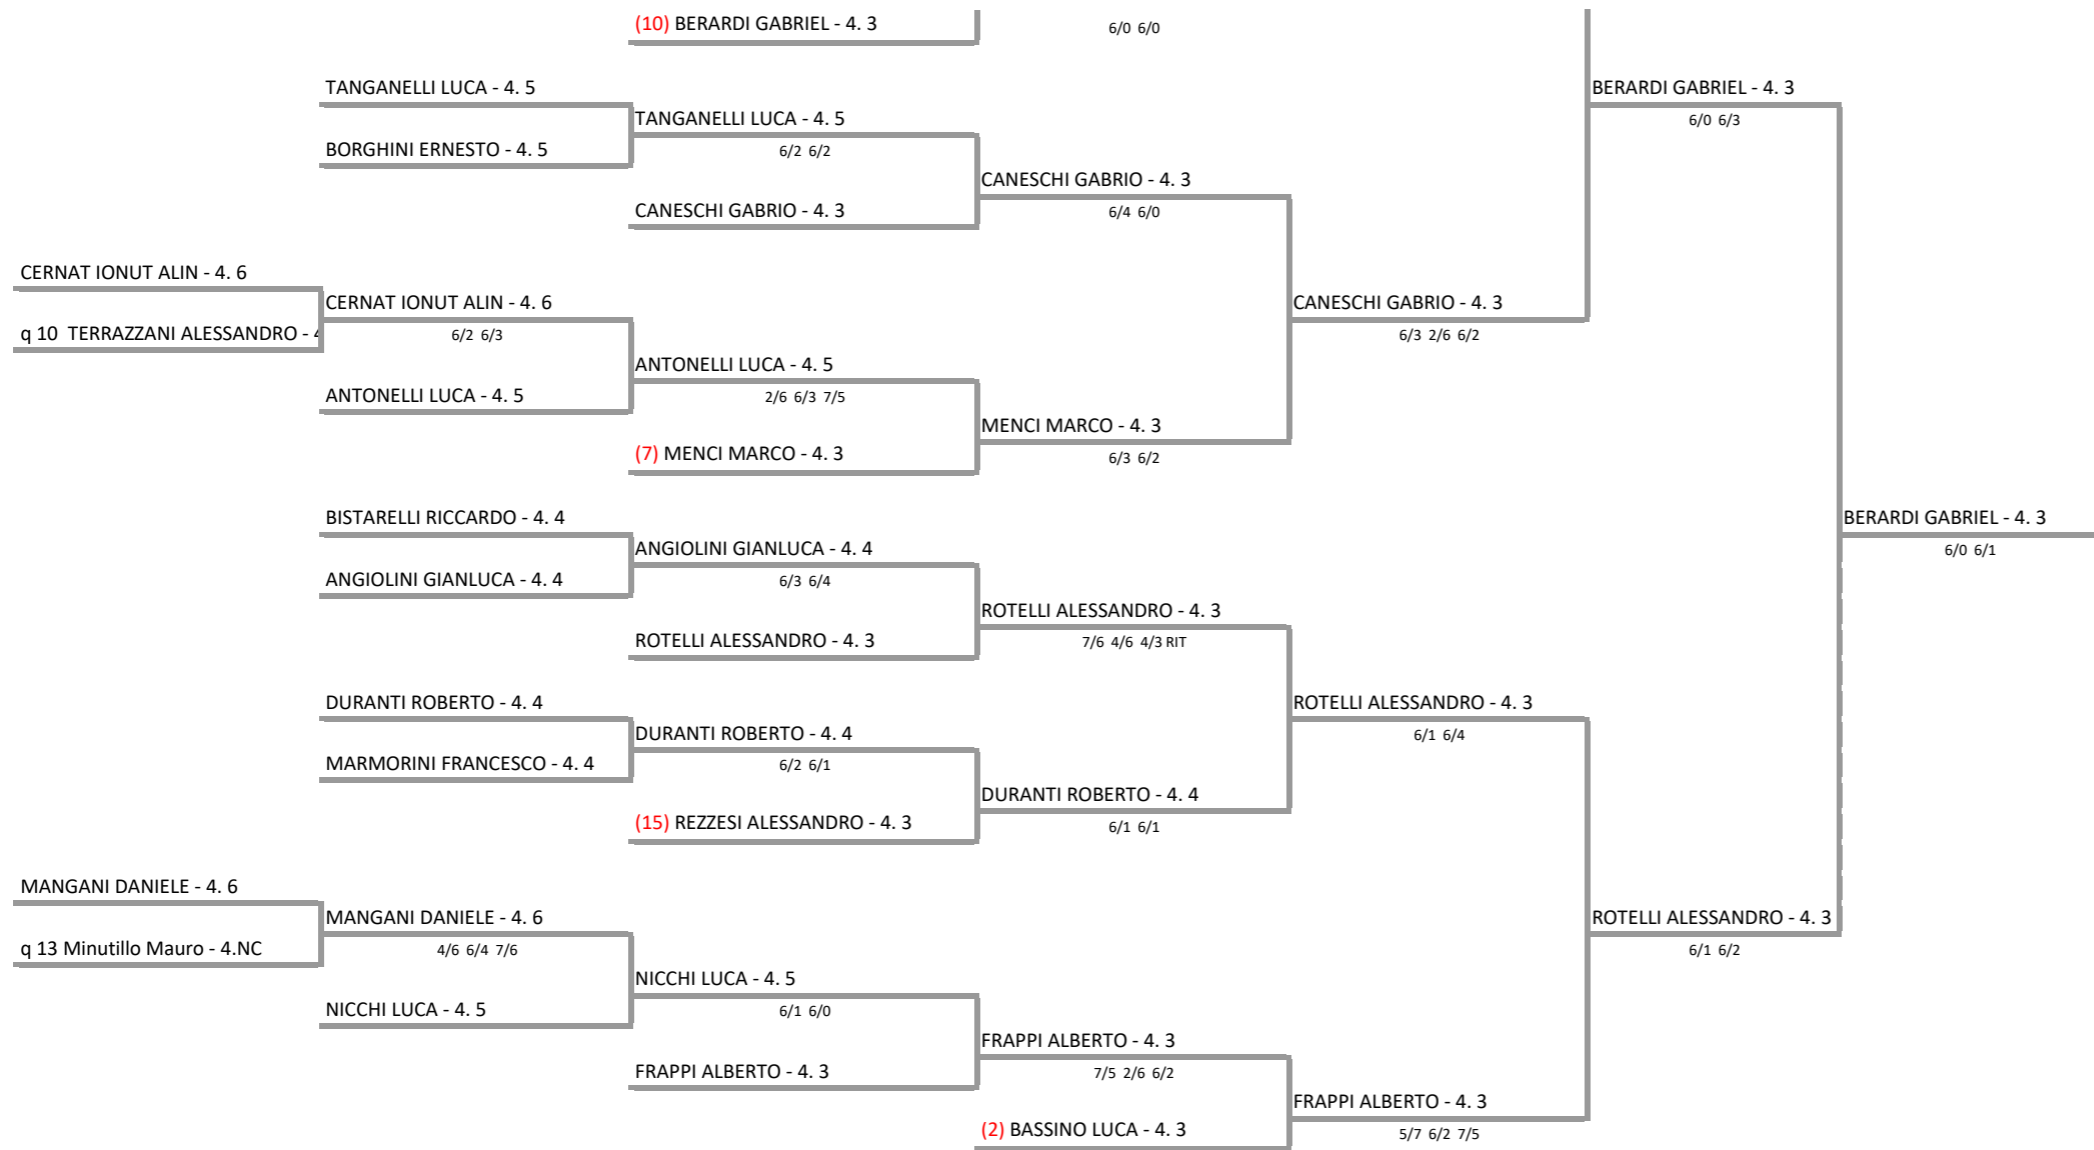 (10) BERARDI GABRIEL - 4. 3
6/0 6/0
TANGANELLI LUCA - 4. 5
BERARDI GABRIEL - 4. 3
6/0 6/3
TANGANELLI LUCA - 4. 5
BORGHINI ERNESTO - 4. 5
6/2 6/2
CANESCHI GABRIO - 4. 3
CANESCHI GABRIO - 4. 3
6/4 6/0
CERNAT IONUT ALIN - 4. 6
CERNAT IONUT ALIN - 4. 6
CANESCHI GABRIO - 4. 3
q 10 TERRAZZANI ALESSANDRO - 4
6/2 6/3
6/3 2/6 6/2
ANTONELLI LUCA - 4. 5
ANTONELLI LUCA - 4. 5
2/6 6/3 7/5
MENCI MARCO - 4. 3
(7) MENCI MARCO - 4. 3
6/3 6/2
BISTARELLI RICCARDO - 4. 4
BERARDI GABRIEL - 4. 3
ANGIOLINI GIANLUCA - 4. 4
6/0 6/1
ANGIOLINI GIANLUCA - 4. 4
6/3 6/4
ROTELLI ALESSANDRO - 4. 3
ROTELLI ALESSANDRO - 4. 3
7/6 4/6 4/3 RIT
DURANTI ROBERTO - 4. 4
ROTELLI ALESSANDRO - 4. 3
DURANTI ROBERTO - 4. 4
6/1 6/4
MARMORINI FRANCESCO - 4. 4
6/2 6/1
DURANTI ROBERTO - 4. 4
(15) REZZESI ALESSANDRO - 4. 3
6/1 6/1
MANGANI DANIELE - 4. 6
MANGANI DANIELE - 4. 6
ROTELLI ALESSANDRO - 4. 3
q 13 Minutillo Mauro - 4.NC
4/6 6/4 7/6
6/1 6/2
NICCHI LUCA - 4. 5
NICCHI LUCA - 4. 5
6/1 6/0
FRAPPI ALBERTO - 4. 3
FRAPPI ALBERTO - 4. 3
7/5 2/6 6/2
FRAPPI ALBERTO - 4. 3
(2) BASSINO LUCA - 4. 3
5/7 6/2 7/5